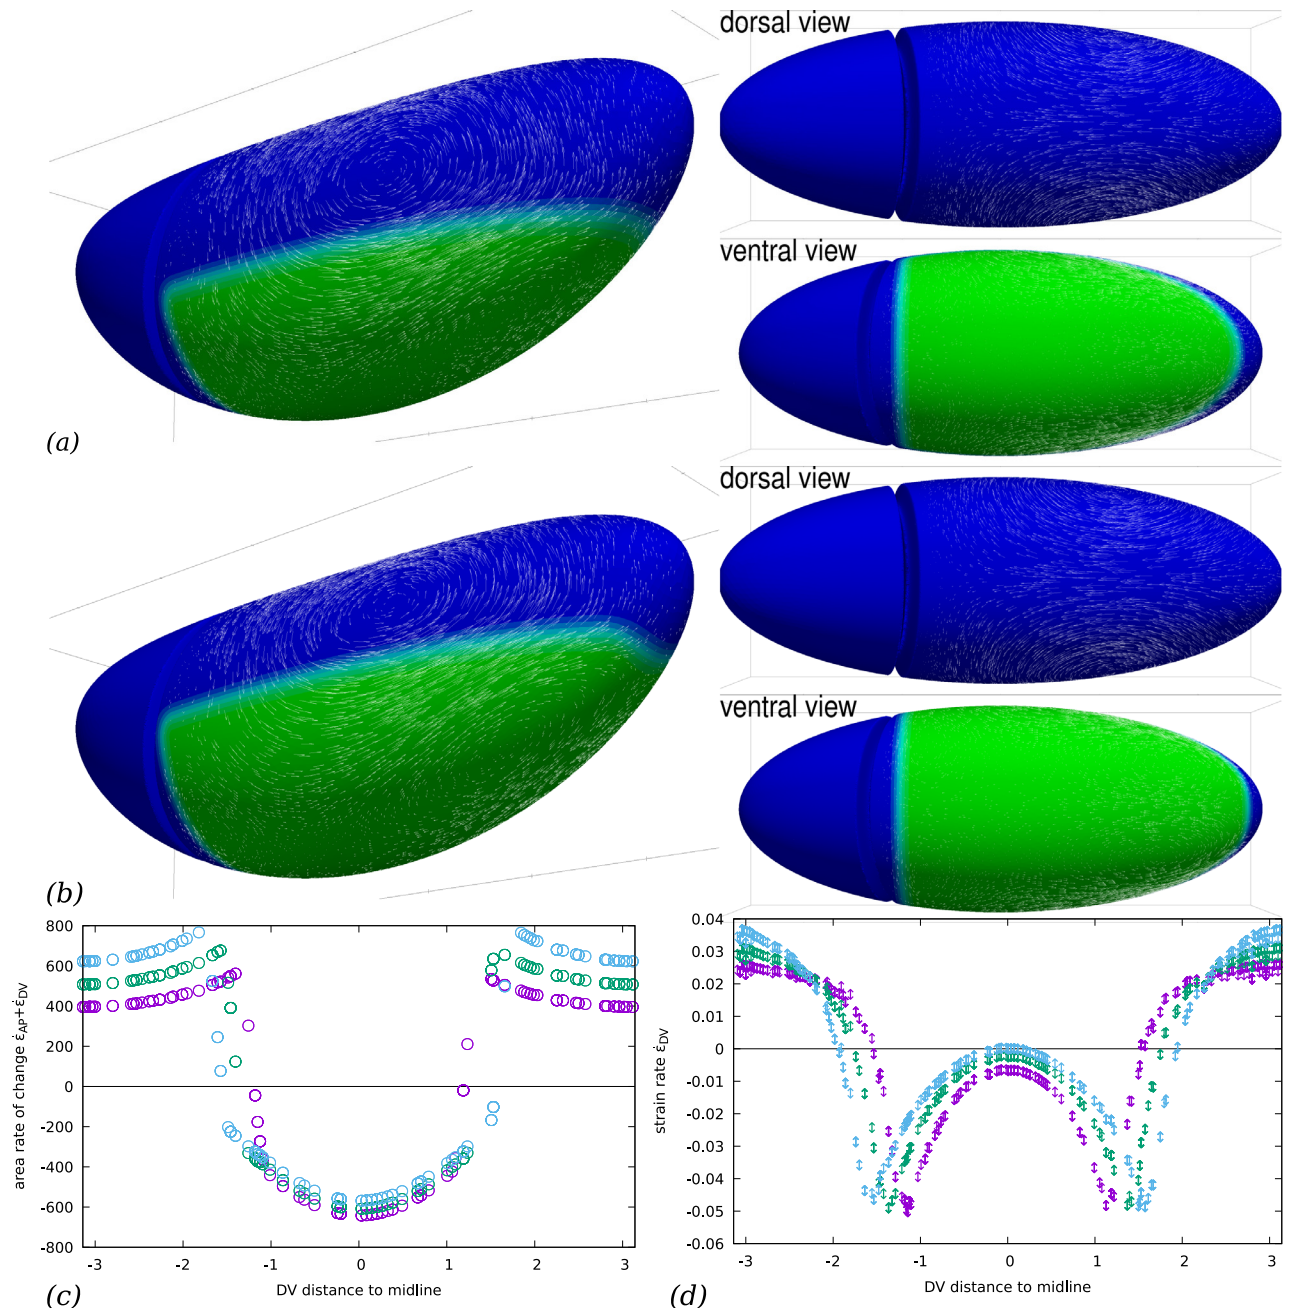 dorsal view
ventral view
(a)
dorsal view
ventral view
(b)
800
600
400
200
0
-200
-400
-600
-800
area rate of change ε̇AP+ε̇DV
-3 -2 -1 0 1 2 3
DV distance to midline
(c)
0.04
0.03
0.02
0.01
0
-0.01
-0.02
-0.03
-0.04
-0.05
-0.06
strain rate ε̇DV
-3 -2 -1 0 1 2 3
DV distance to midline
(d)